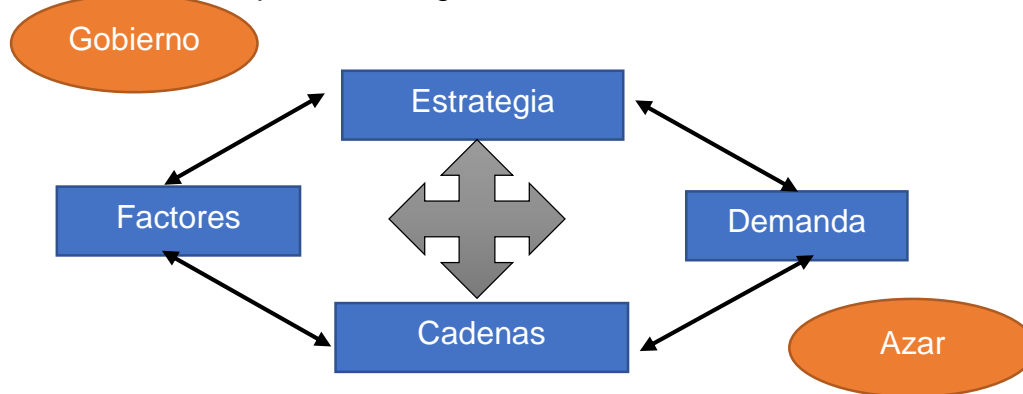 Gobierno
Estrategia
Factores
Demanda
Cadenas
Azar